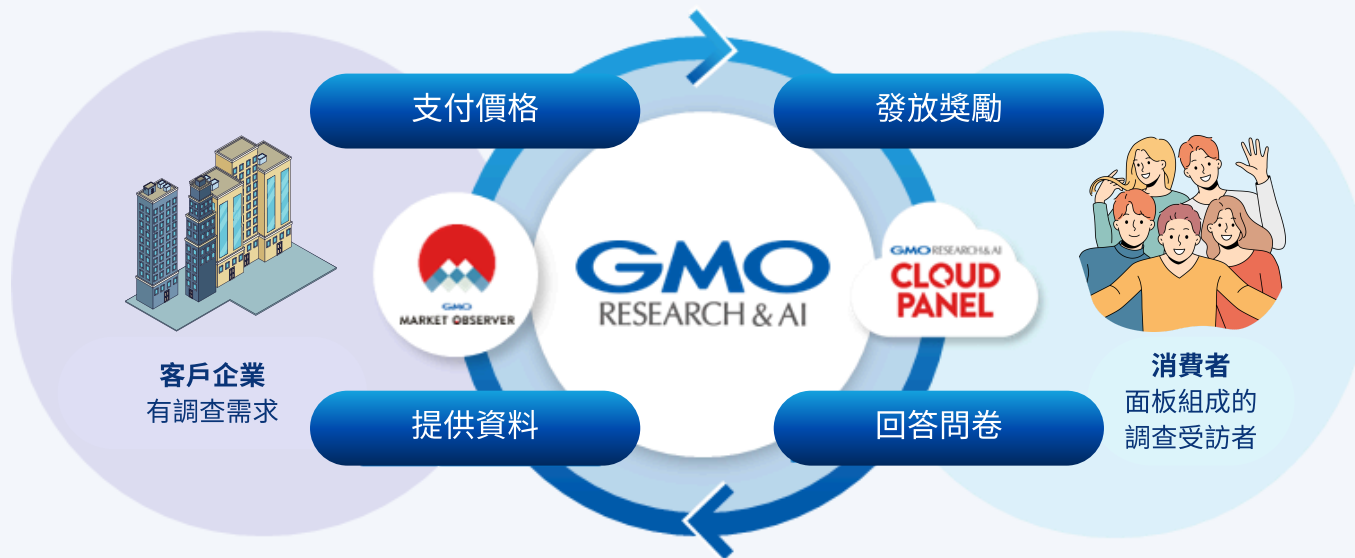 支付價格
發放獎勵
GMO
MARKET OBSERVER
GMO
RESEARCH & AI
GMO RESEARCH & AI
CLOUD
PANEL
客戶企業
有調查需求
消費者
面板組成的
調查受訪者
提供資料
回答問卷